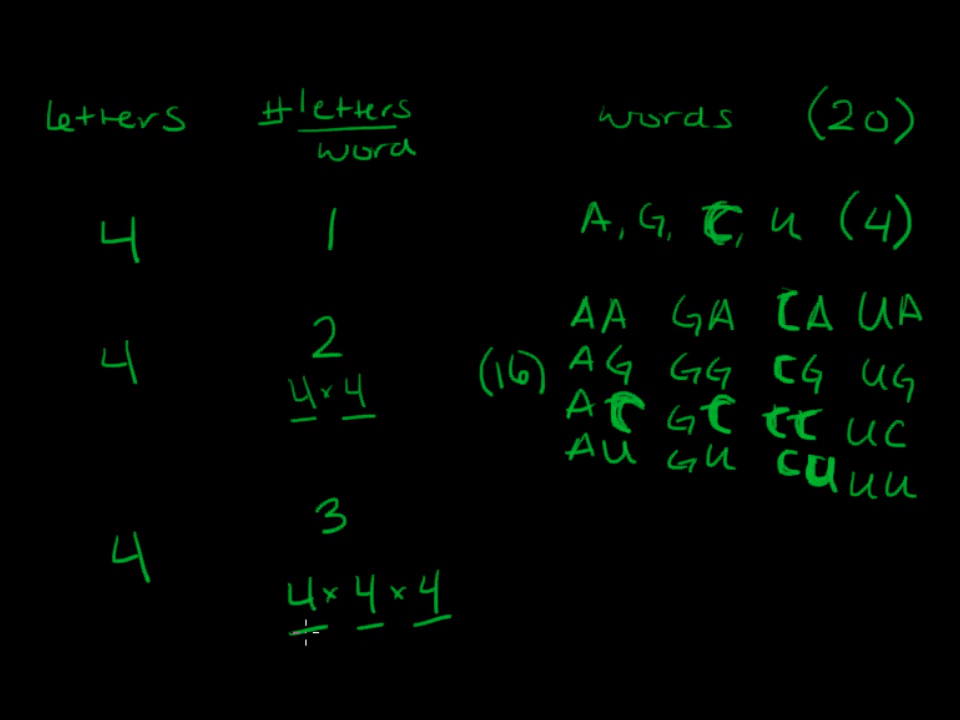 letters #letters/word words (20)
4 1 A, G, C, U (4)
4 2 AA GA CA UA
4 × 4 (16) AG GG CG UG
AC GC CC UC
AU GU CU UU
4 3
4 × 4 × 4